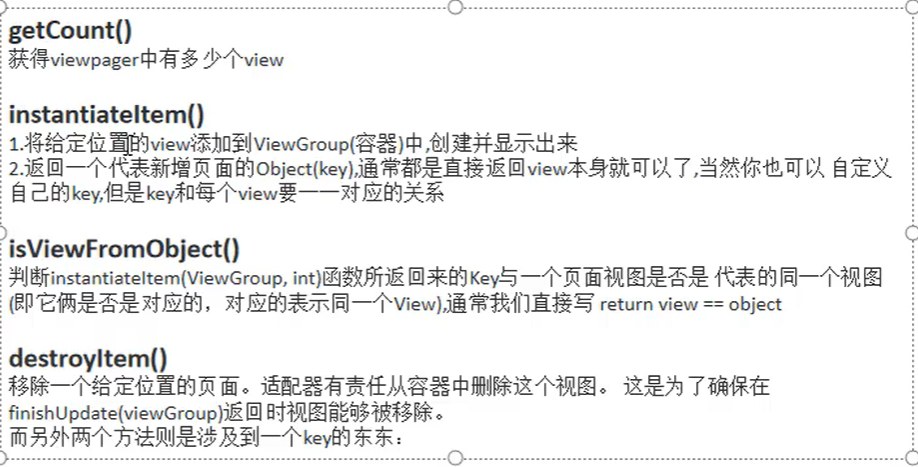 getCount()
获得viewpager中有多少个view
instantiateItem()
1.将给定位置的view添加到ViewGroup(容器)中,创建并显示出来
2.返回一个代表新增页面的Object(key),通常都是直接返回view本身就可以了,当然你也可以 自定义
自己的key,但是key和每个view要一一对应的关系
isViewFromObject()
判断instantiateItem(ViewGroup, int)函数所返回来的Key与一个页面视图是否是 代表的同一个视图
(即它俩是否是对应的，对应的表示同一个View),通常我们直接写 return view == object
destroyItem()
移除一个给定位置的页面。适配器有责任从容器中删除这个视图。 这是为了确保在
finishUpdate(viewGroup)返回时视图能够被移除。
而另外两个方法则是涉及到一个key的东东：